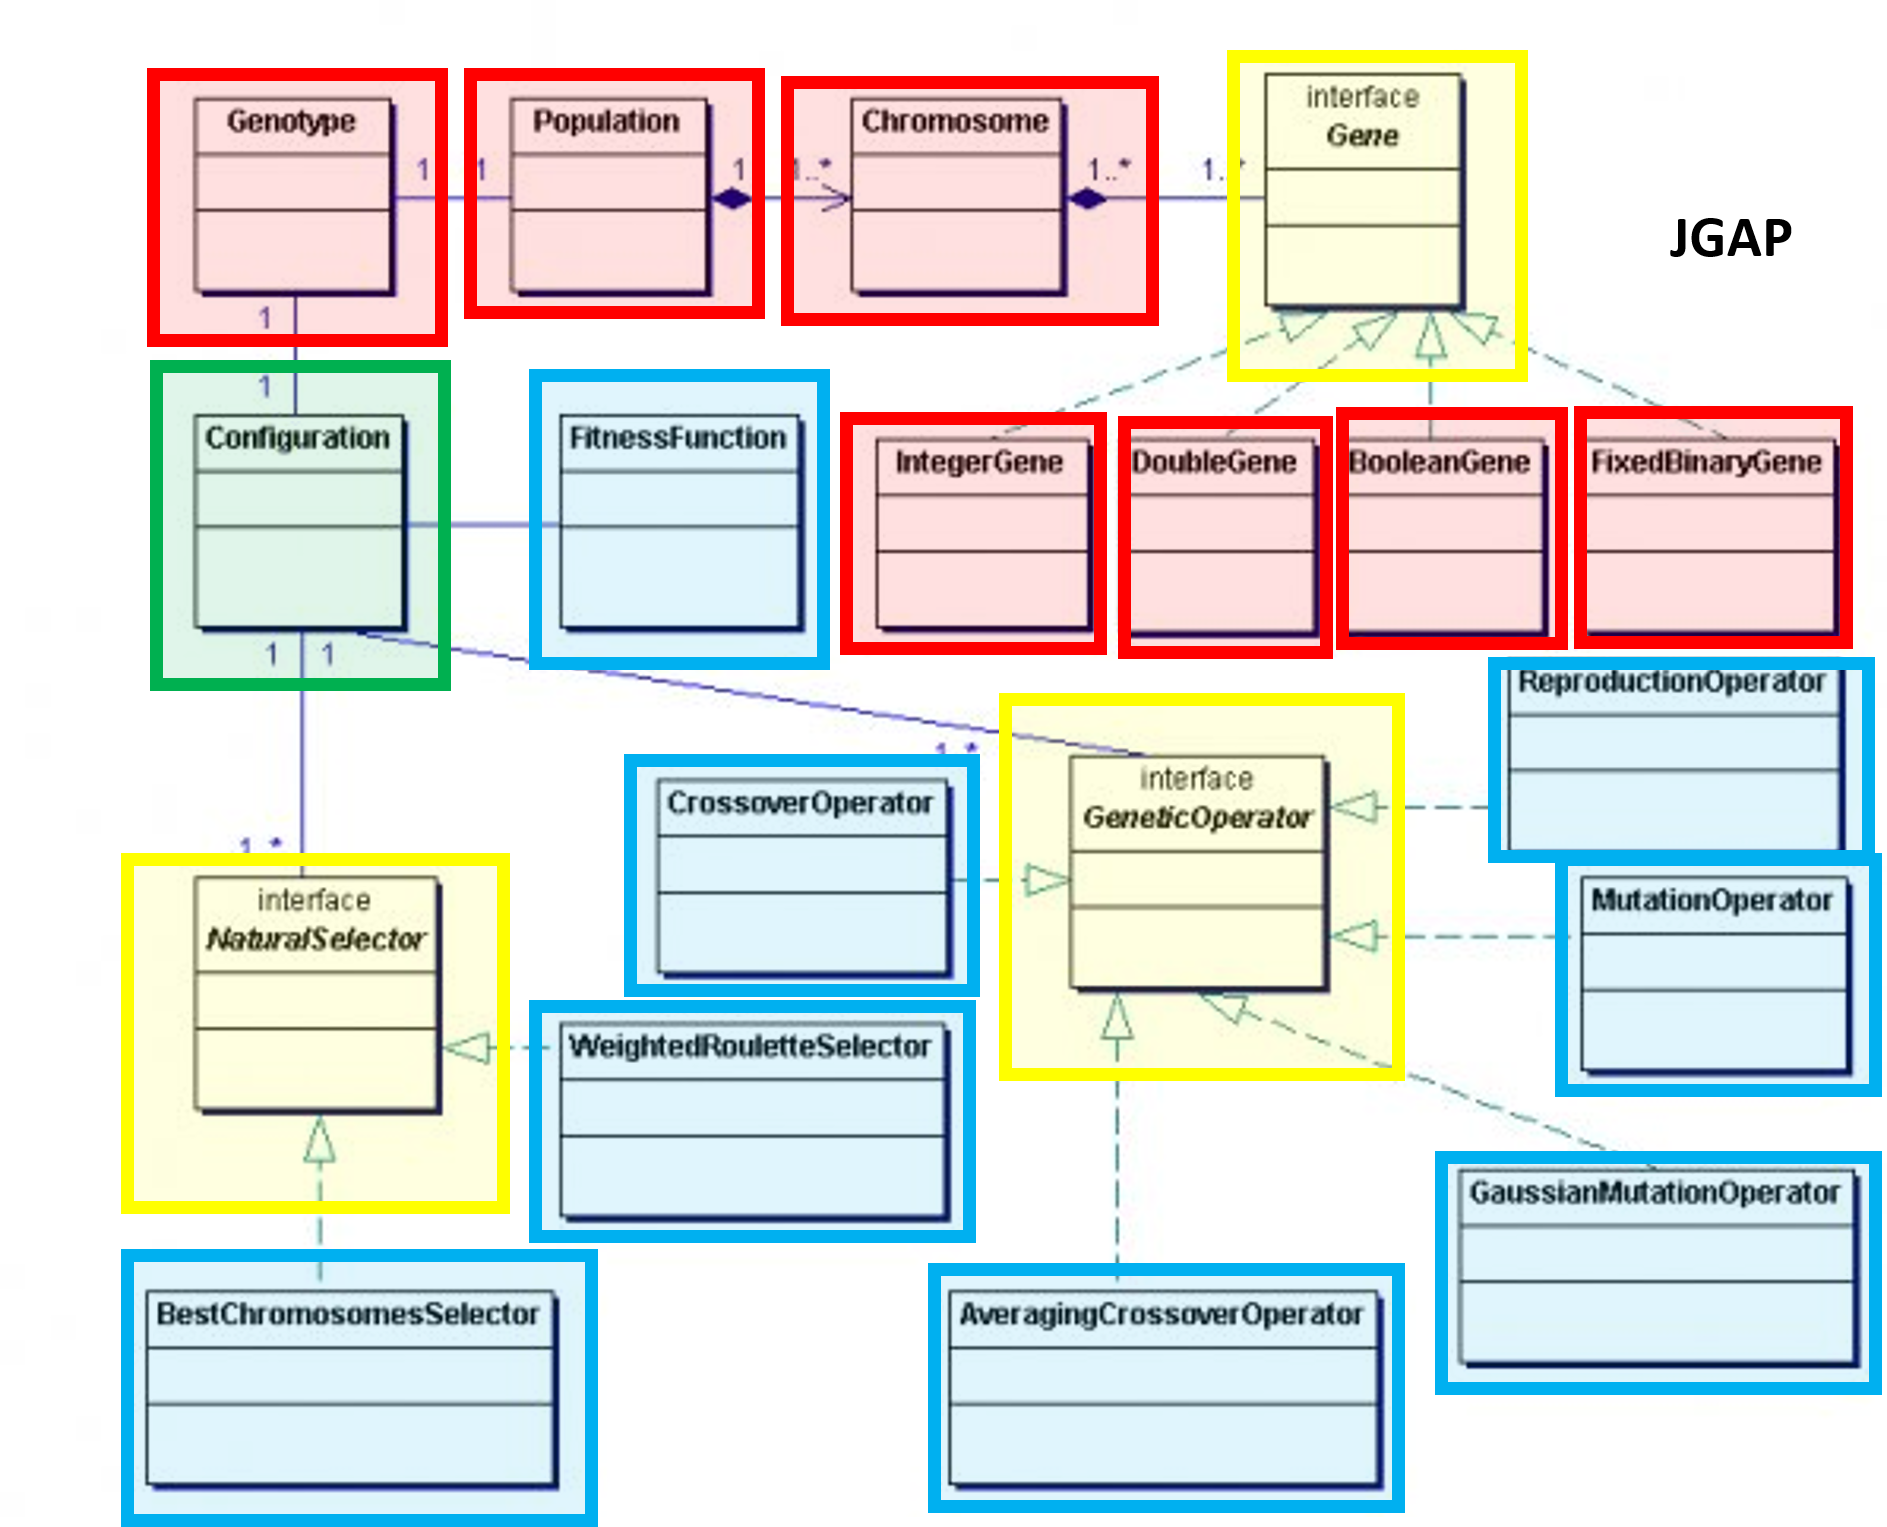 Genotype
Population
Chromosome
interface
Gene
1
1
1
1..*
1..*
1..*
JGAP
1
1
Configuration
FitnessFunction
IntegerGene
DoubleGene
BooleanGene
FixedBinaryGene
1
1
ReproductionOperator
1..*
CrossoverOperator
interface
GeneticOperator
1..*
interface
NaturalSelector
MutationOperator
WeightedRouletteSelector
GaussianMutationOperator
BestChromosomesSelector
AveragingCrossoverOperator